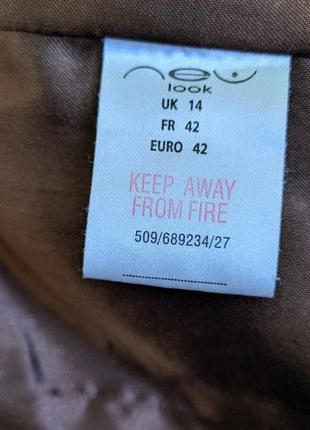 new
look
UK 14
FR 42
EURO 42
KEEP AWAY
FROM FIRE
509/689234/27